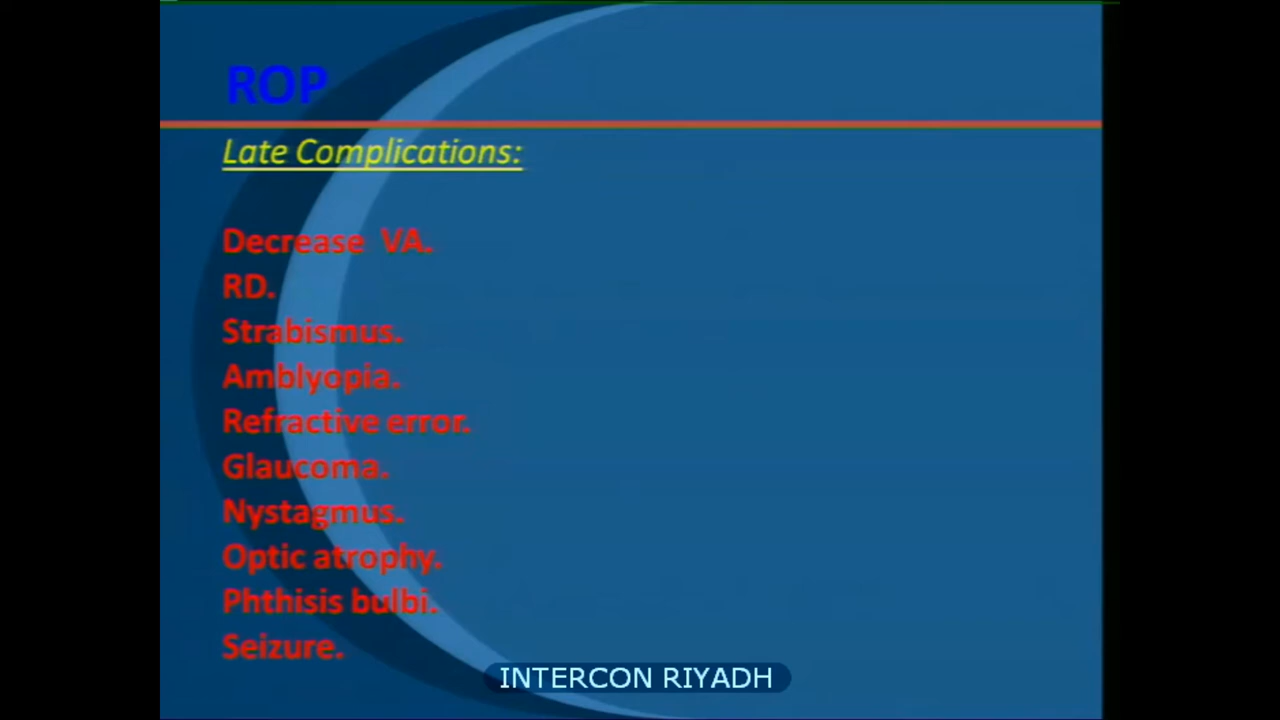 ROP
Late Complications:
Decrease VA.
RD.
Strabismus.
Amblyopia.
Refractive error.
Glaucoma.
Nystagmus.
Optic atrophy.
Phthisis bulbi.
Seizure.
INTERCON RIYADH